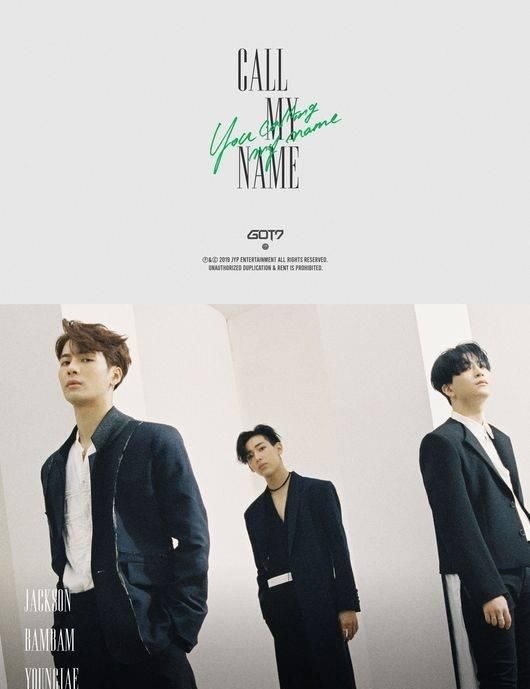 CALL
MY
NAME
You calling
my name
GOT7
Ⓟ&Ⓒ 2019 JYP ENTERTAINMENT ALL RIGHTS RESERVED.
UNAUTHORIZED DUPLICATION & RENT IS PROHIBITED.
JACKSON
BAMBAM
YOUNGJAE